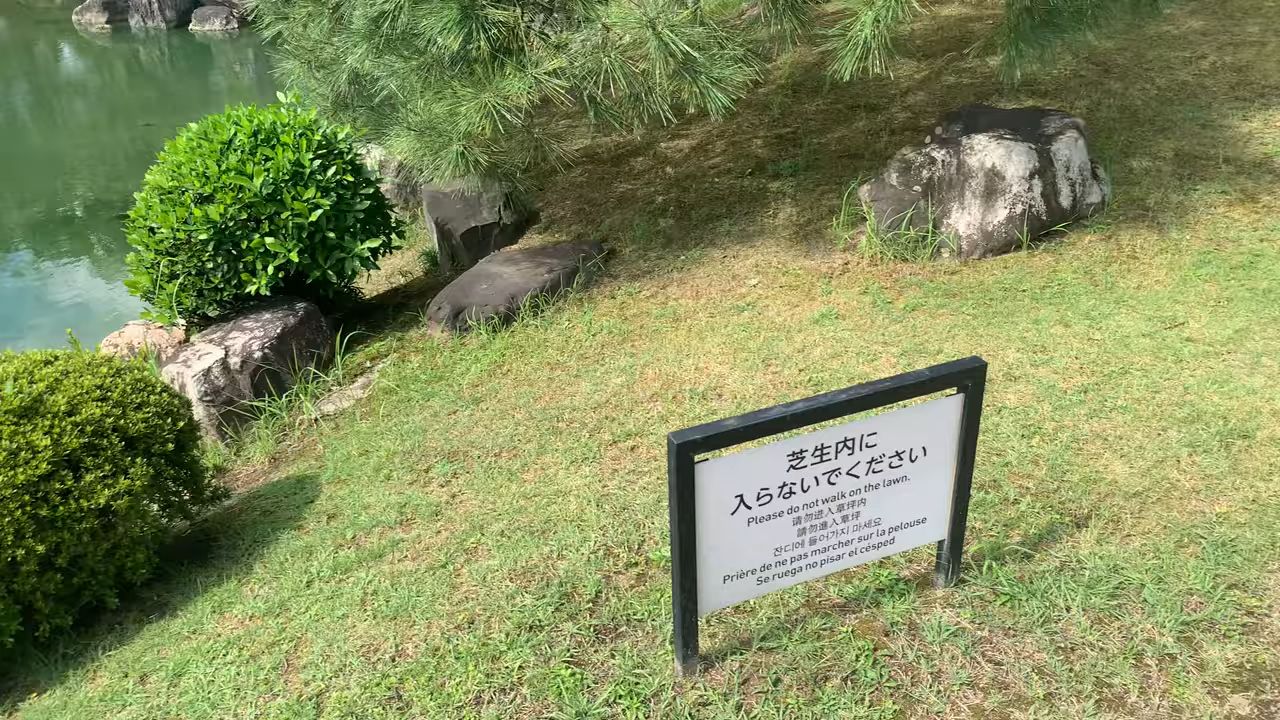 芝生内に
入らないでください
Please do not walk on the lawn.
请勿进入草坪内
請勿進入草坪
잔디에 들어가지 마세요
Prière de ne pas marcher sur la pelouse
Se ruega no pisar el césped